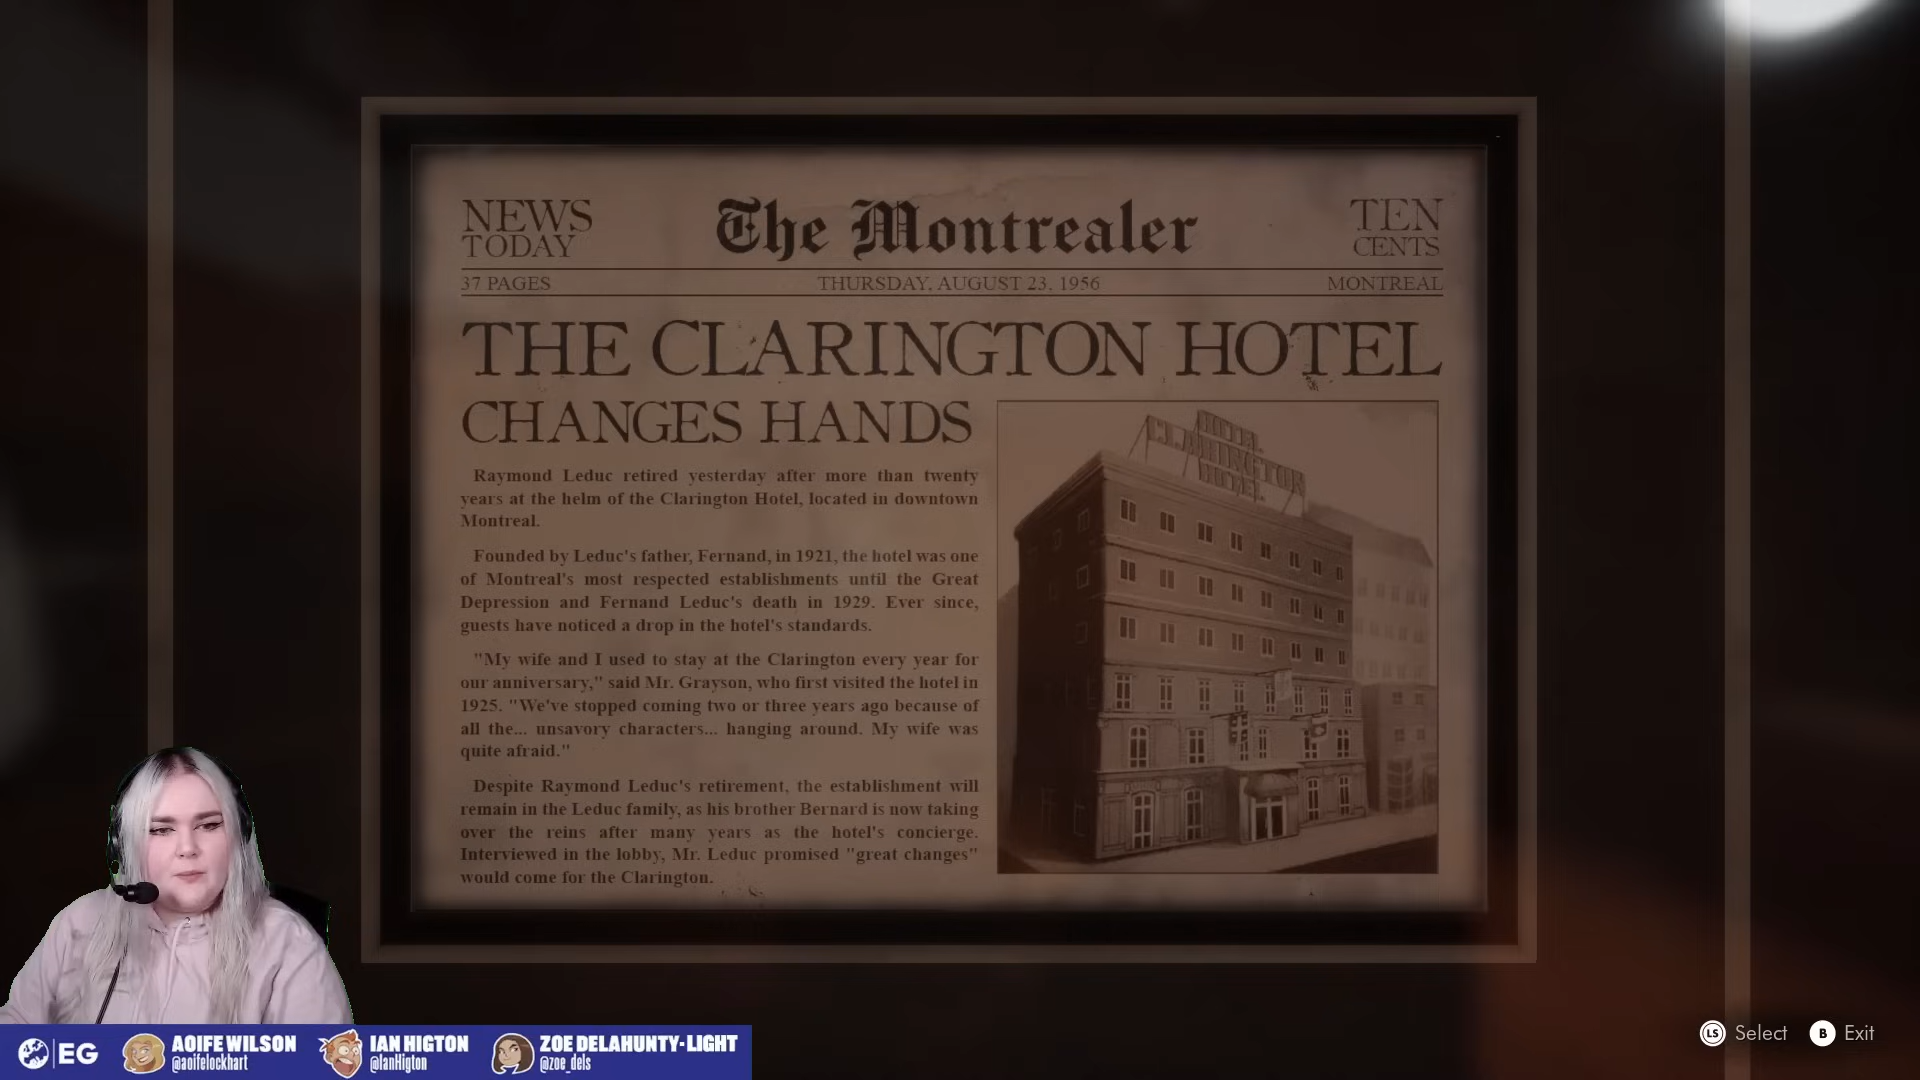 NEWS
TODAY
The Montrealer
TEN
CENTS
37 PAGES
THURSDAY, AUGUST 23, 1956
MONTREAL
THE CLARINGTON HOTEL
CHANGES HANDS
Raymond Leduc retired yesterday after more than twenty
years at the helm of the Clarington Hotel, located in downtown
Montreal.
Founded by Leduc's father, Fernand, in 1921, the hotel was one
of Montreal's most respected establishments until the Great
Depression and Fernand Leduc's death in 1929. Ever since,
guests have noticed a drop in the hotel's standards.
"My wife and I used to stay at the Clarington every year for
our anniversary," said Mr. Grayson, who first visited the hotel in
1925. "We've stopped coming two or three years ago because of
all the... unsavory characters... hanging around. My wife was
quite afraid."
Despite Raymond Leduc's retirement, the establishment will
remain in the Leduc family, as his brother Bernard is now taking
over the reins after many years as the hotel's concierge.
Interviewed in the lobby, Mr. Leduc promised "great changes"
would come for the Clarington.
HOTEL
CLARINGTON
HOTEL
LS Select B Exit
EG
AOIFE WILSON
@aoifelockhart
IAN HIGTON
@IanHigton
ZOE DELAHUNTY-LIGHT
@zoe_dels